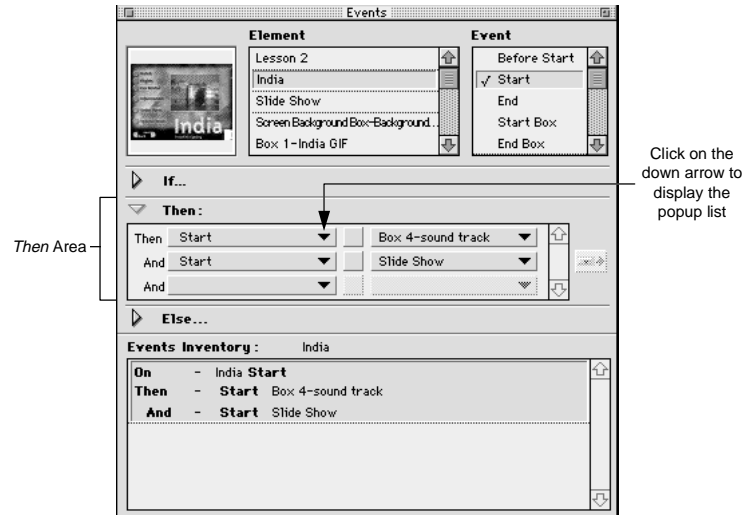 Events
Element
Event
Lesson 2
India
Slide Show
Screen Background Box-Background..
Box 1-India GIF
Before Start
√ Start
End
Start Box
End Box
India
If...
Then:
Then Start Box 4-sound track
And Start Slide Show
And
Else...
Events Inventory: India
On - India Start
Then - Start Box 4-sound track
And - Start Slide Show
Then Area
Click on the
down arrow to
display the
popup list